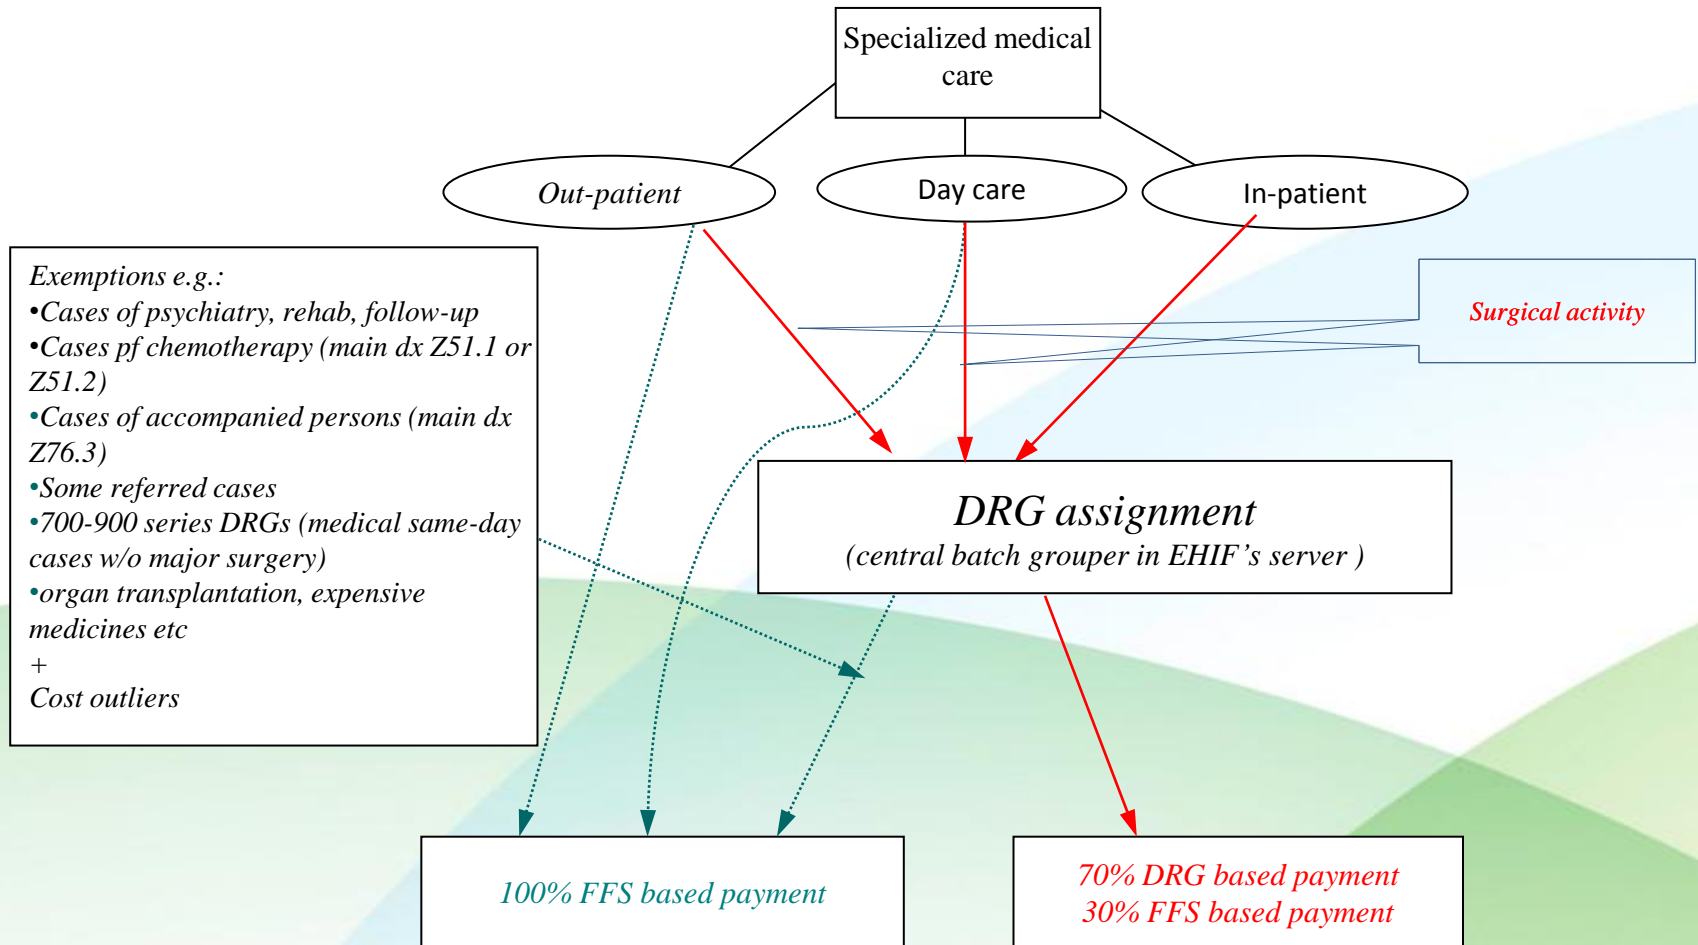 Specialized medical
care
Out-patient
Day care
In-patient
Exemptions e.g.:
•Cases of psychiatry, rehab, follow-up
•Cases pf chemotherapy (main dx Z51.1 or
Z51.2)
•Cases of accompanied persons (main dx
Z76.3)
•Some referred cases
•700-900 series DRGs (medical same-day
cases w/o major surgery)
•organ transplantation, expensive
medicines etc
+
Cost outliers
Surgical activity
DRG assignment
(central batch grouper in EHIF’s server )
100% FFS based payment
70% DRG based payment
30% FFS based payment